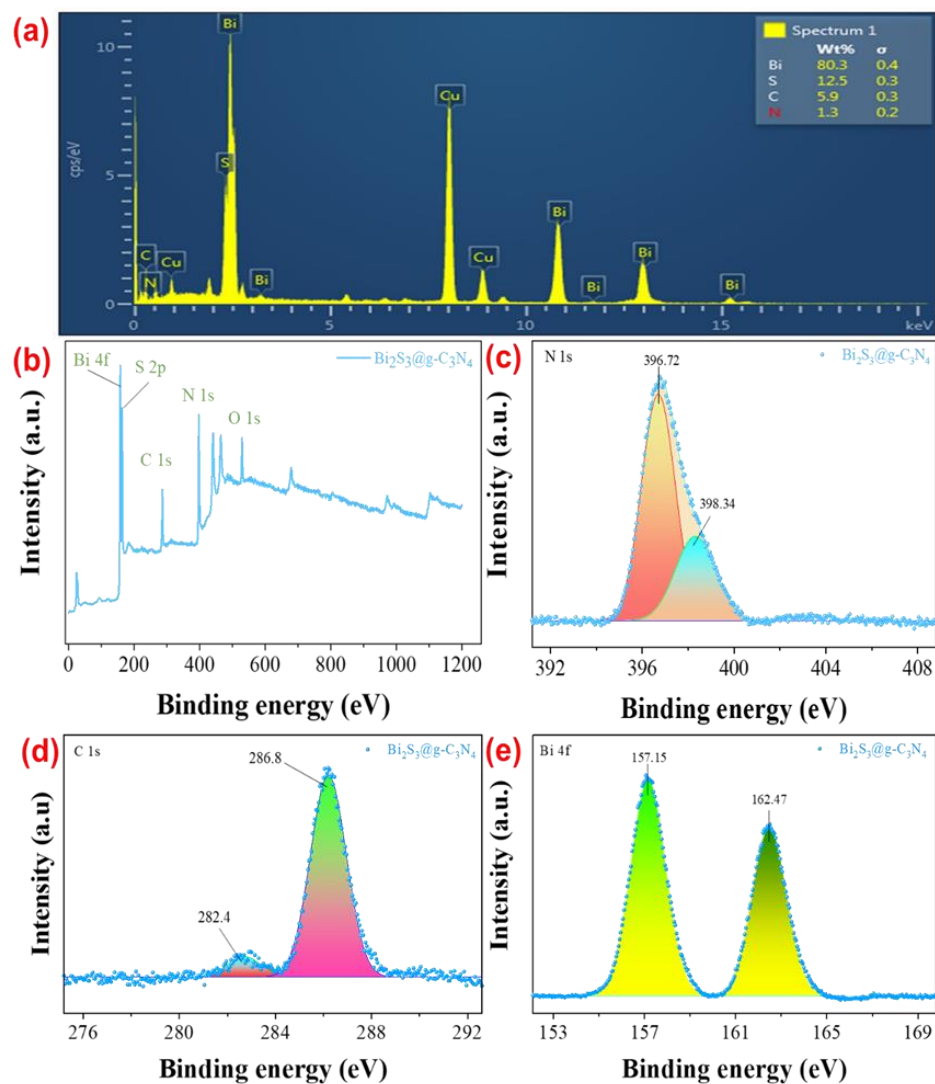 (a)
Spectrum 1
Wt% σ
Bi 80.3 0.4
S 12.5 0.3
C 5.9 0.3
N 1.3 0.2
cps/eV
10
5
0
Bi
S
C
N
Cu
Bi
Cu
Cu
Bi
Bi
Bi
Bi
0 5 10 15 keV
(b)
Bi 4f
S 2p
C 1s
N 1s
O 1s
Bi₂S₃@g-C₃N₄
Intensity (a.u.)
0 200 400 600 800 1000 1200
Binding energy (eV)
(c)
N 1s
396.72
398.34
Bi₂S₃@g-C₃N₄
Intensity (a.u.)
392 396 400 404 408
Binding energy (eV)
(d)
C 1s
286.8
282.4
Bi₂S₃@g-C₃N₄
Intensity (a.u)
276 280 284 288 292
Binding energy (eV)
(e)
Bi 4f
157.15
162.47
Bi₂S₃@g-C₃N₄
Intensity (a.u.)
153 157 161 165 169
Binding energy (eV)